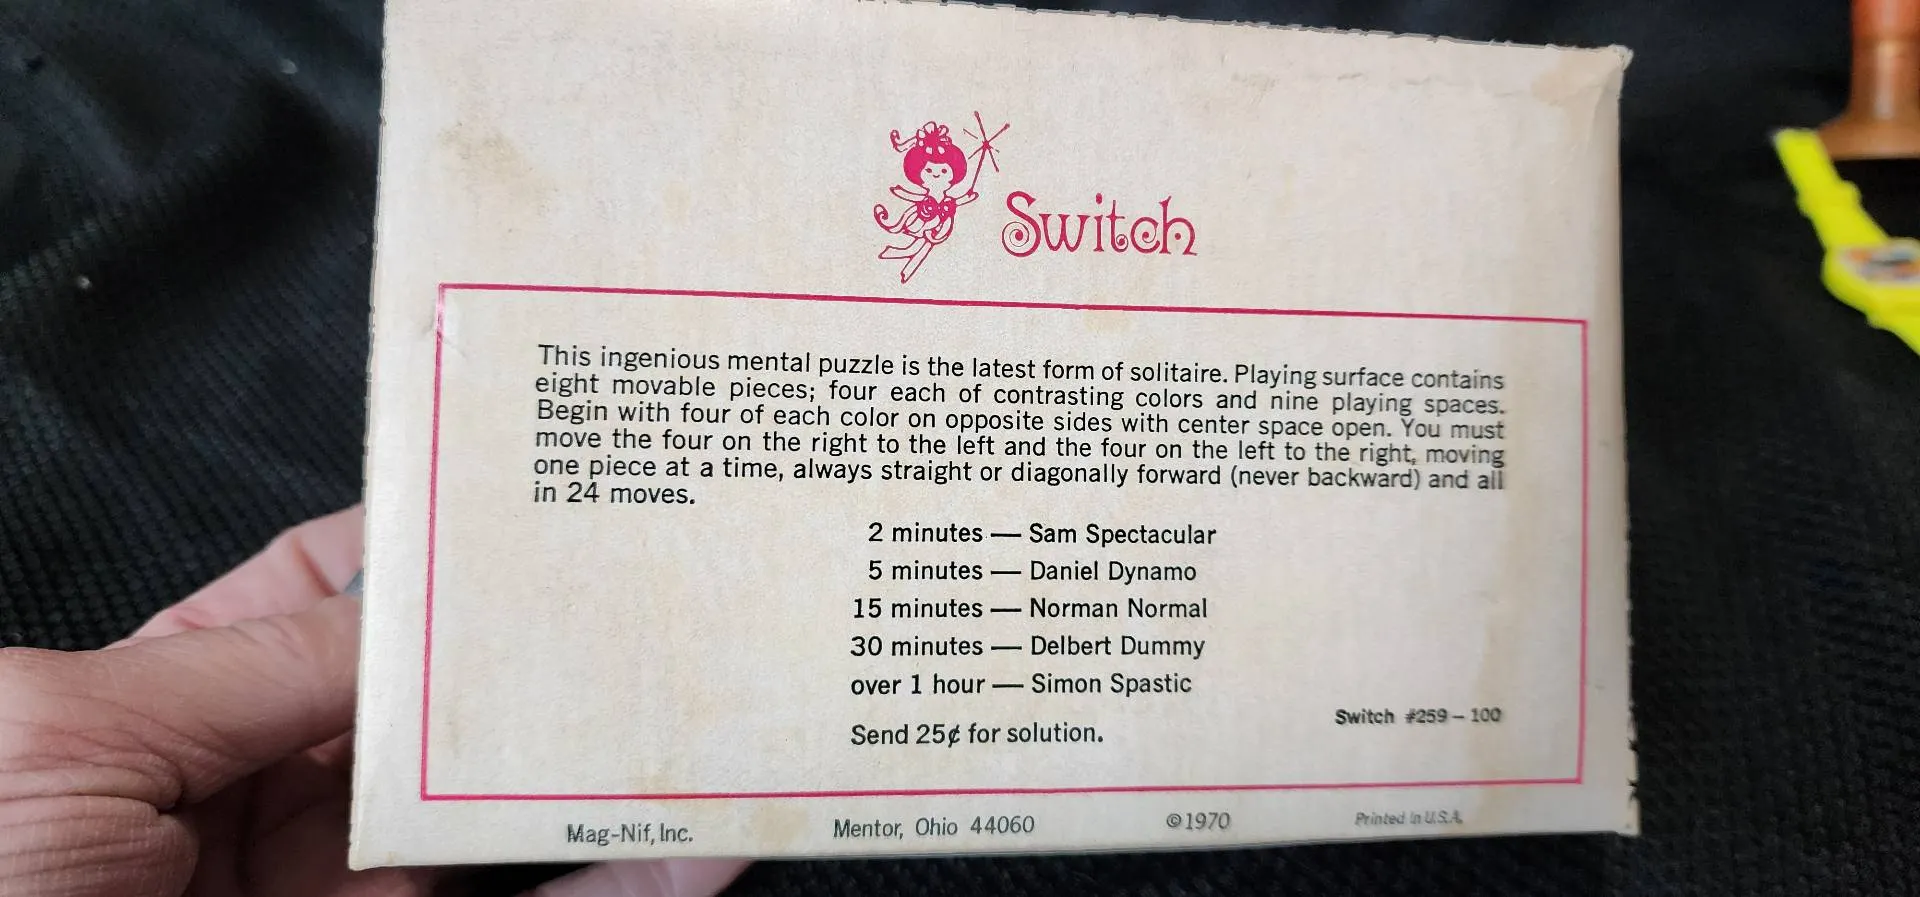 Switch
This ingenious mental puzzle is the latest form of solitaire. Playing surface contains
eight movable pieces; four each of contrasting colors and nine playing spaces.
Begin with four of each color on opposite sides with center space open. You must
move the four on the right to the left and the four on the left to the right, moving
one piece at a time, always straight or diagonally forward (never backward) and all
in 24 moves.
2 minutes — Sam Spectacular
5 minutes — Daniel Dynamo
15 minutes — Norman Normal
30 minutes — Delbert Dummy
over 1 hour — Simon Spastic
Send 25¢ for solution.
Switch #259 – 100
Mag-Nif, Inc. Mentor, Ohio 44060 ©1970 Printed in U.S.A.